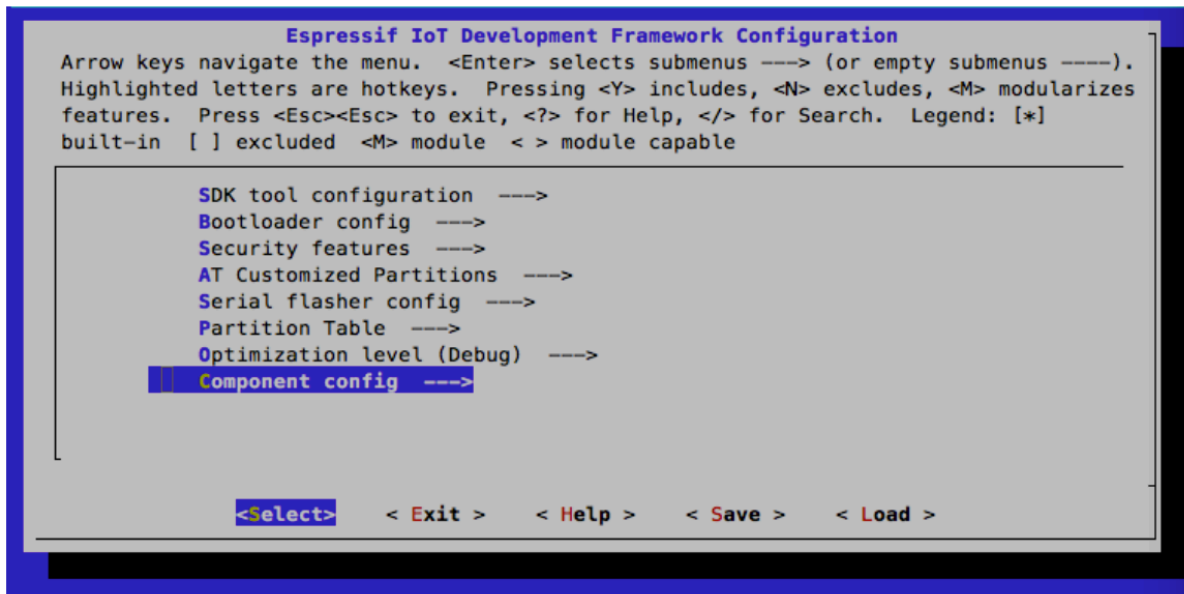 Espressif IoT Development Framework Configuration
Arrow keys navigate the menu.  <Enter> selects submenus ---> (or empty submenus ----).
Highlighted letters are hotkeys.  Pressing <Y> includes, <N> excludes, <M> modularizes
features.  Press <Esc><Esc> to exit, <?> for Help, </> for Search.  Legend: [*]
built-in  [ ] excluded  <M> module  < > module capable
SDK tool configuration  --->
Bootloader config  --->
Security features  --->
AT Customized Partitions  --->
Serial flasher config  --->
Partition Table  --->
Optimization level (Debug)  --->
Component config  --->
<Select>    < Exit >    < Help >    < Save >    < Load >